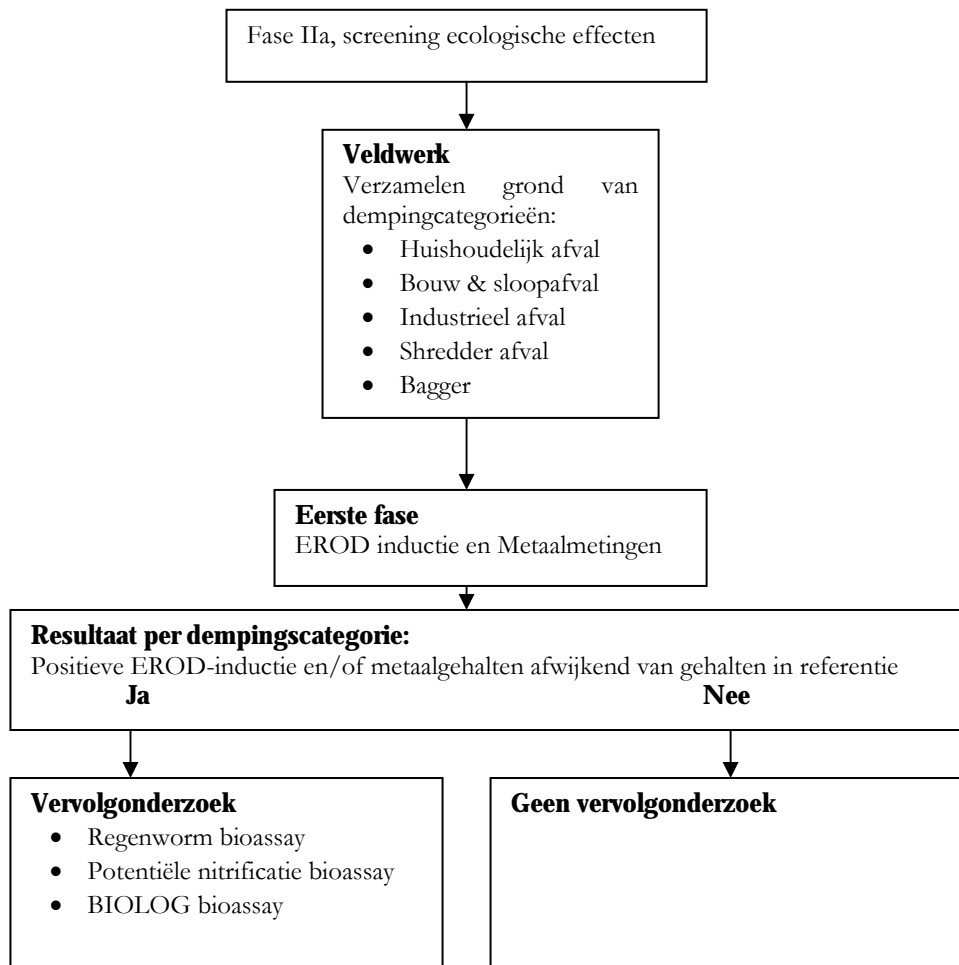 Fase IIa, screening ecologische effecten
Veldwerk
Verzamelen grond van
dempingcategorieën:
• Huishoudelijk afval
• Bouw & sloopafval
• Industrieel afval
• Shredder afval
• Bagger
Eerste fase
EROD inductie en Metaalmetingen
Resultaat per dempingscategorie:
Positieve EROD-inductie en/of metaalgehalten afwijkend van gehalten in referentie
Ja Nee
Vervolgonderzoek
• Regenworm bioassay
• Potentiële nitrificatie bioassay
• BIOLOG bioassay
Geen vervolgonderzoek